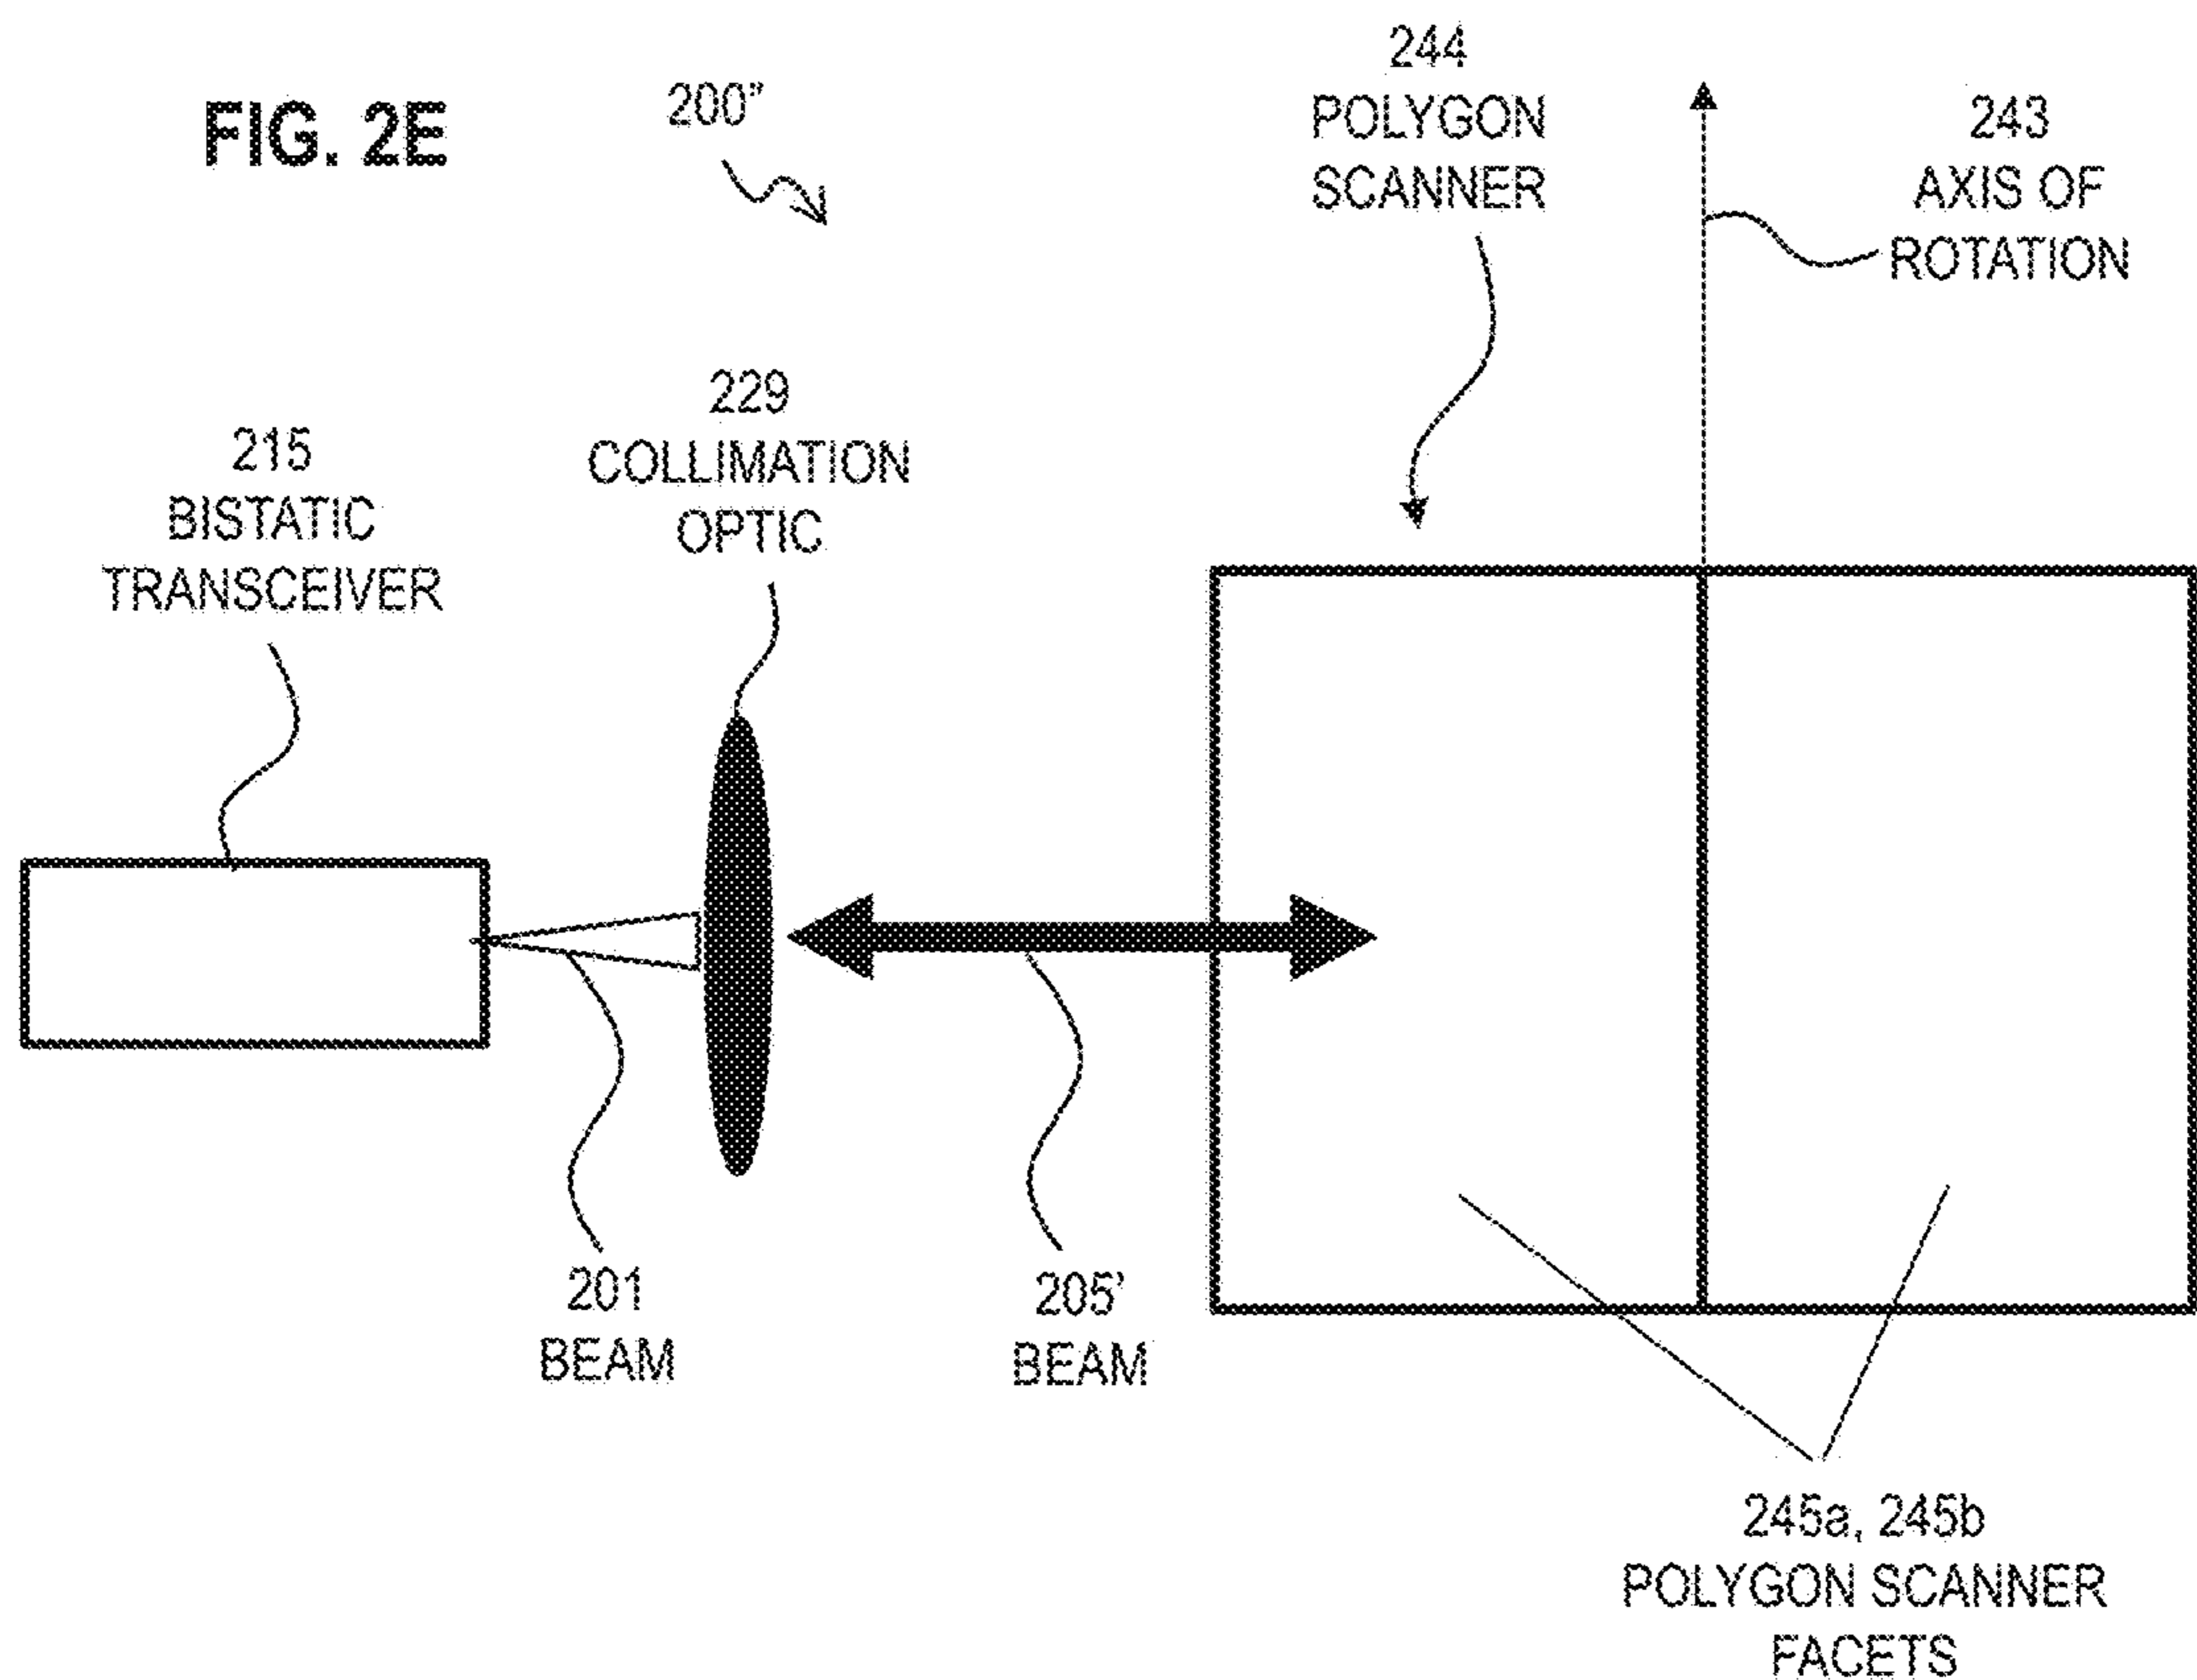 FIG. 2E
200"
244
POLYGON
SCANNER
243
AXIS OF
ROTATION
229
COLLIMATION
OPTIC
215
BISTATIC
TRANSCEIVER
201
BEAM
205'
BEAM
245a, 245b
POLYGON SCANNER
FACETS